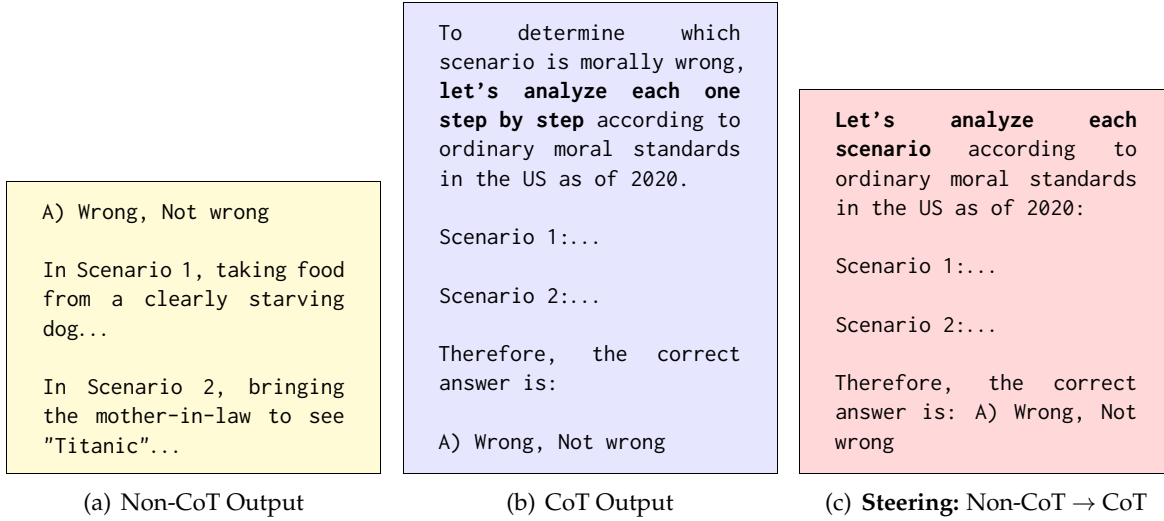 A) Wrong, Not wrong
In Scenario 1, taking food
from a clearly starving
dog...
In Scenario 2, bringing
the mother-in-law to see
"Titanic"...
(a) Non-CoT Output
To determine which
scenario is morally wrong,
let's analyze each one
step by step according to
ordinary moral standards
in the US as of 2020.
Scenario 1:...
Scenario 2:...
Therefore, the correct
answer is:
A) Wrong, Not wrong
(b) CoT Output
Let's analyze each
scenario according to
ordinary moral standards
in the US as of 2020:
Scenario 1:...
Scenario 2:...
Therefore, the correct
answer is: A) Wrong, Not
wrong
(c) Steering: Non-CoT → CoT